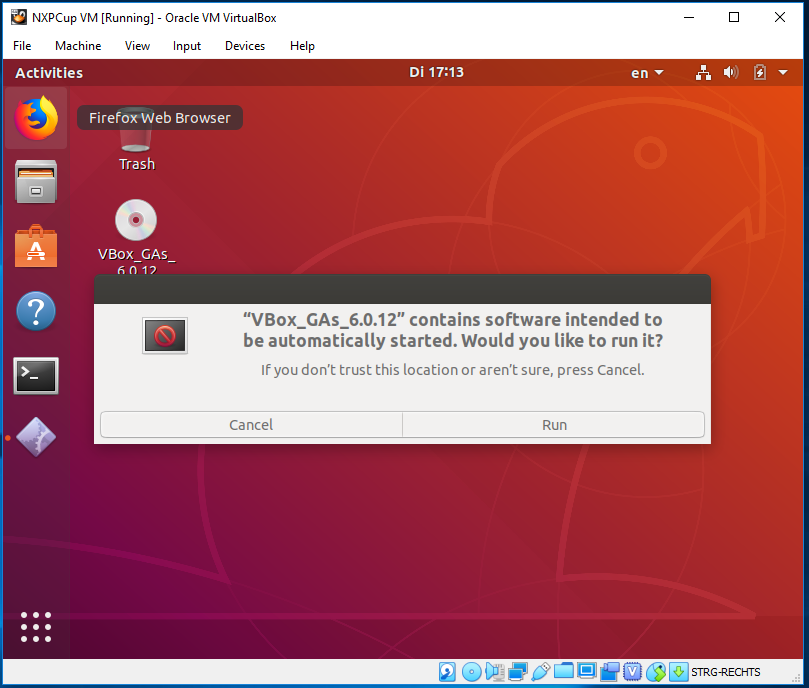 NXPCup VM [Running] - Oracle VM VirtualBox
File Machine View Input Devices Help
Activities Di 17:13 en
Firefox Web Browser
Trash
VBox_GAs_
6.0.12
“VBox_GAs_6.0.12” contains software intended to
be automatically started. Would you like to run it?
If you don’t trust this location or aren’t sure, press Cancel.
Cancel Run
STRG-RECHTS